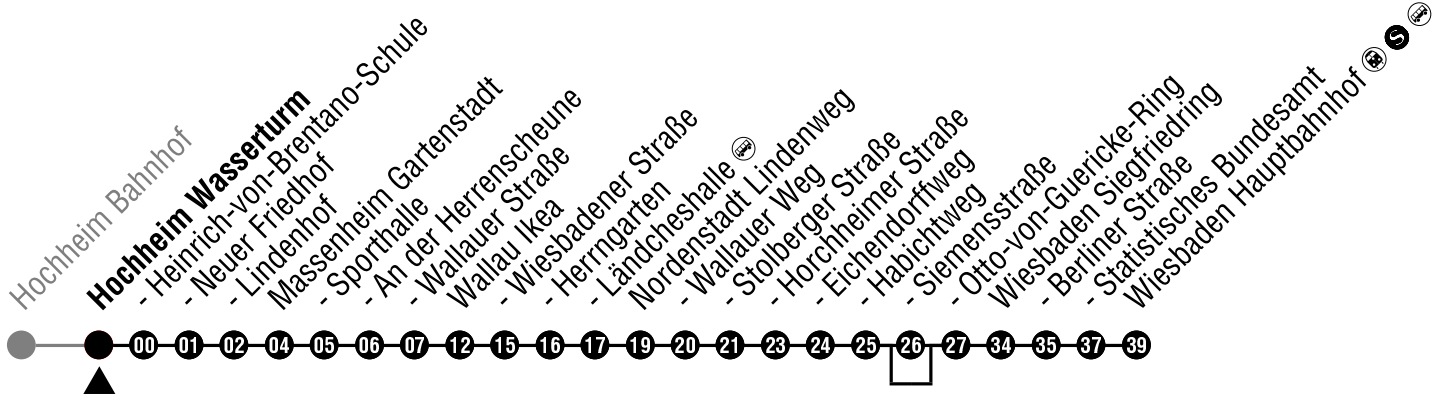 Hochheim Bahnhof
Hochheim Wasserturm
- Heinrich-von-Brentano-Schule
- Neuer Friedhof
- Lindenhof
Massenheim Gartenstadt
- Sporthalle
- An der Herrenscheune
- Wallauer Straße
Wallau Ikea
- Wiesbadener Straße
- Herrngarten
- Ländcheshalle
Nordenstadt Lindenweg
- Wallauer Weg
- Stolberger Straße
- Horchheimer Straße
- Eichendorffweg
- Habichtweg
- Siemensstraße
- Otto-von-Guericke-Ring
Wiesbaden Siegfriedring
- Berliner Straße
- Statistisches Bundesamt
Wiesbaden Hauptbahnhof S
00 01 02 04 05 06 07 12 15 16 17 19 20 21 23 24 25 26 27 34 35 37 39